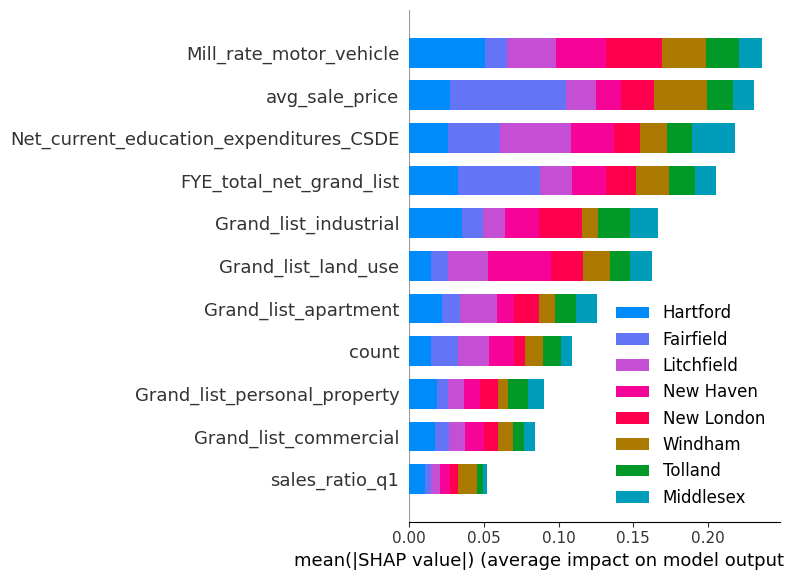 Mill_rate_motor_vehicle
avg_sale_price
Net_current_education_expenditures_CSDE
FYE_total_net_grand_list
Grand_list_industrial
Grand_list_land_use
Grand_list_apartment
count
Grand_list_personal_property
Grand_list_commercial
sales_ratio_q1
Hartford
Fairfield
Litchfield
New Haven
New London
Windham
Tolland
Middlesex
0.00 0.05 0.10 0.15 0.20
mean(|SHAP value|) (average impact on model output